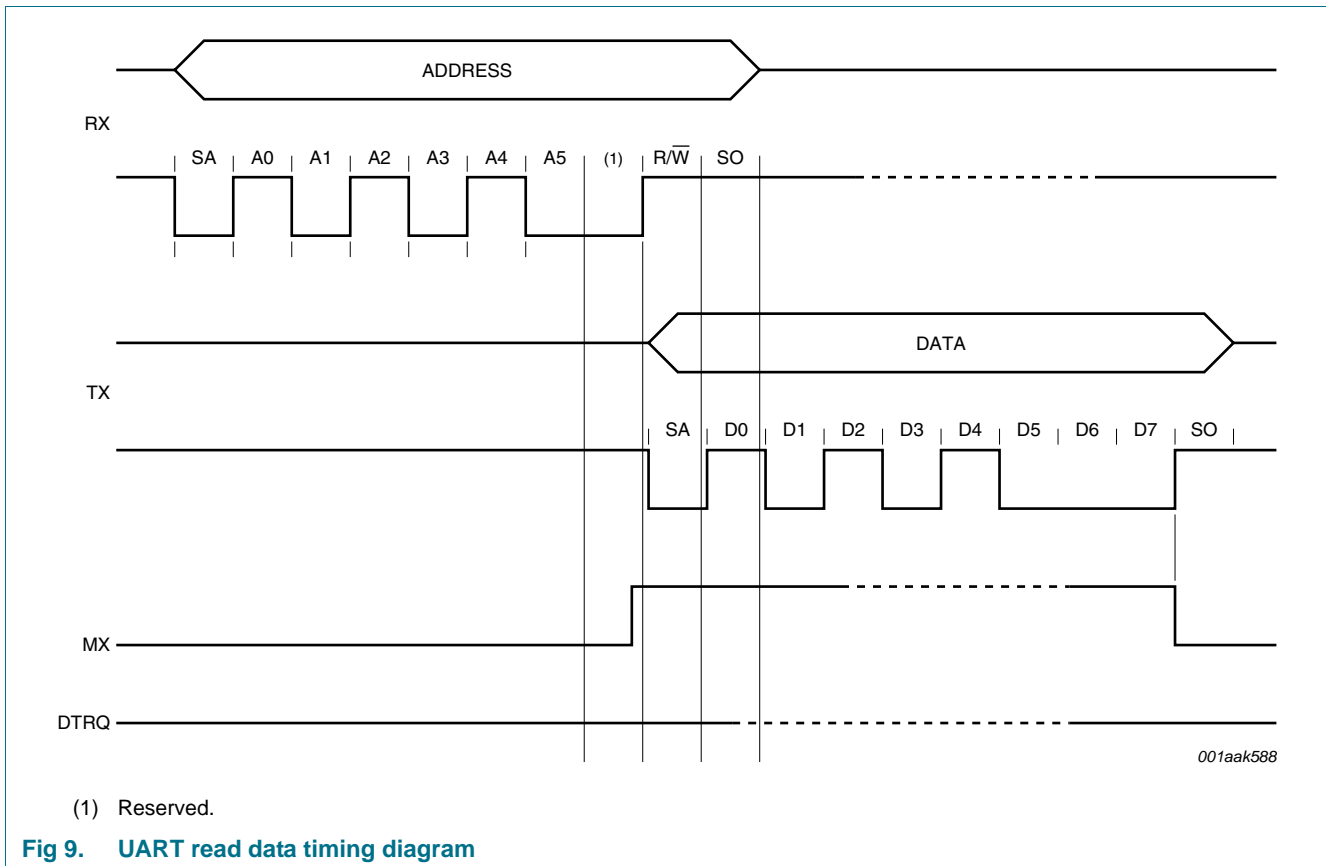 ADDRESS
RX
SA A0 A1 A2 A3 A4 A5 (1) R/W̅ SO
DATA
TX
SA D0 D1 D2 D3 D4 D5 D6 D7 SO
MX
DTRQ
001aak588
(1) Reserved.
Fig 9. UART read data timing diagram